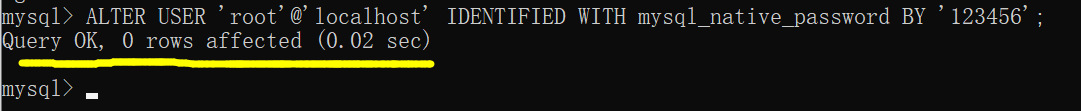 mysql> ALTER USER 'root'@'localhost' IDENTIFIED WITH mysql_native_password BY '123456';
Query OK, 0 rows affected (0.02 sec)
mysql>